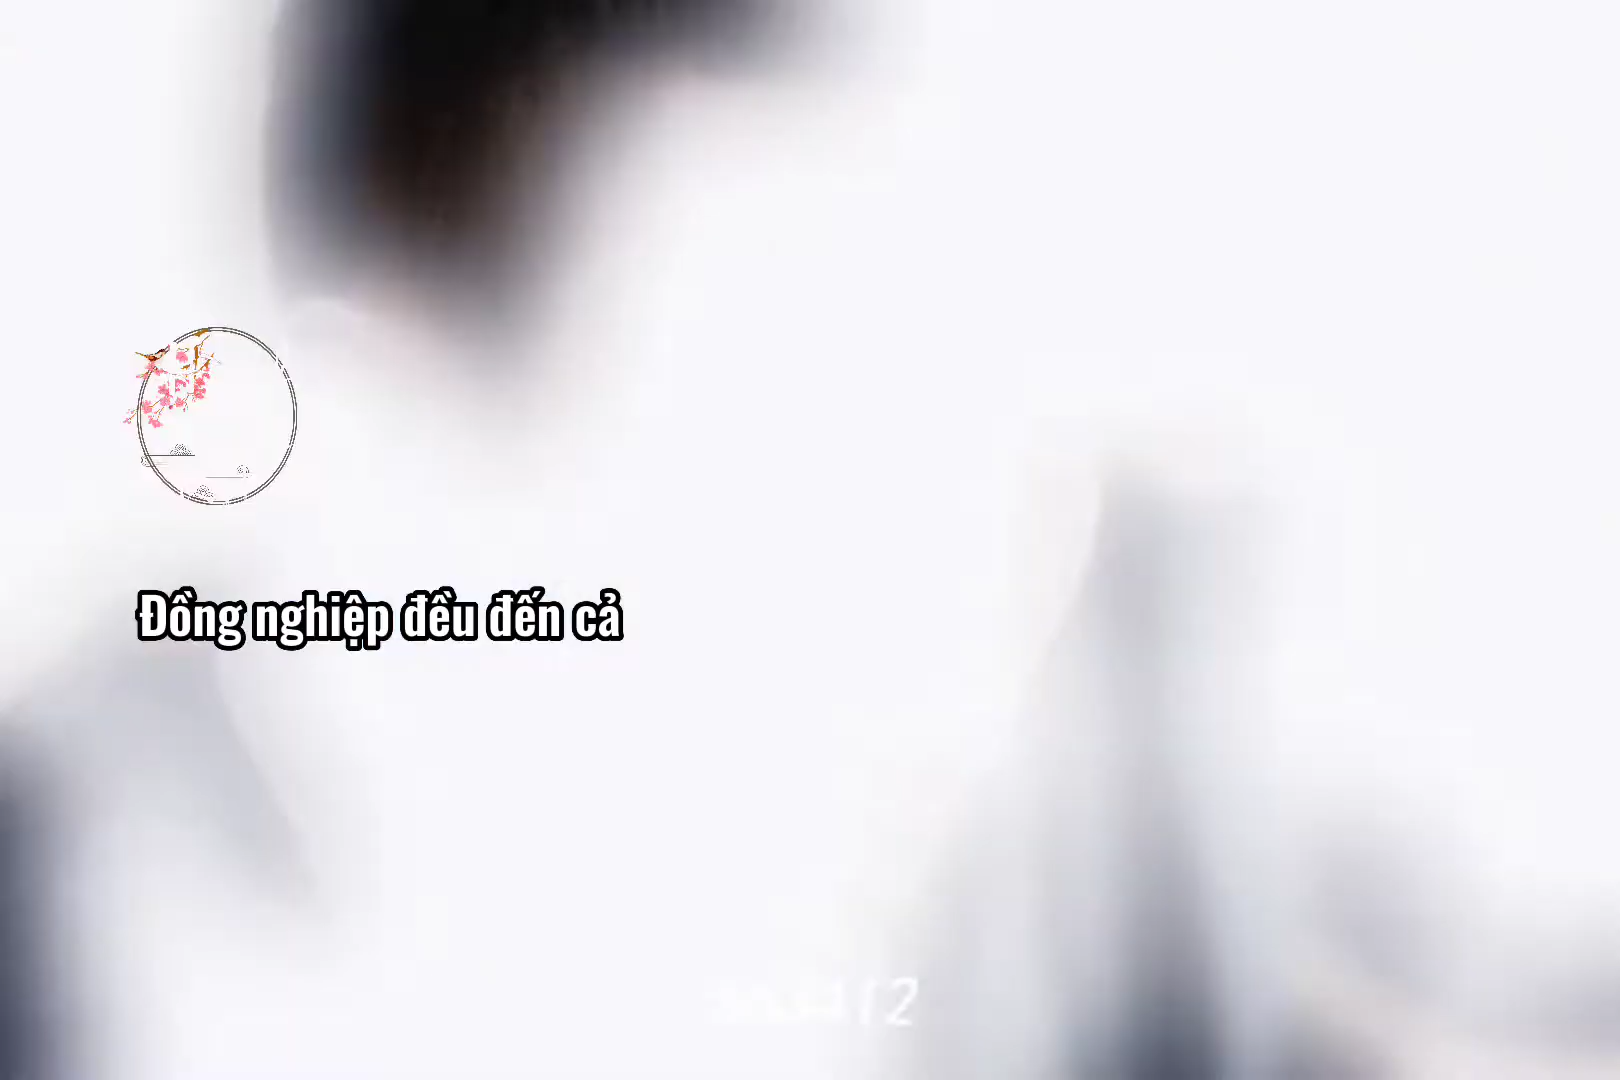 Đồng nghiệp đều đến cả